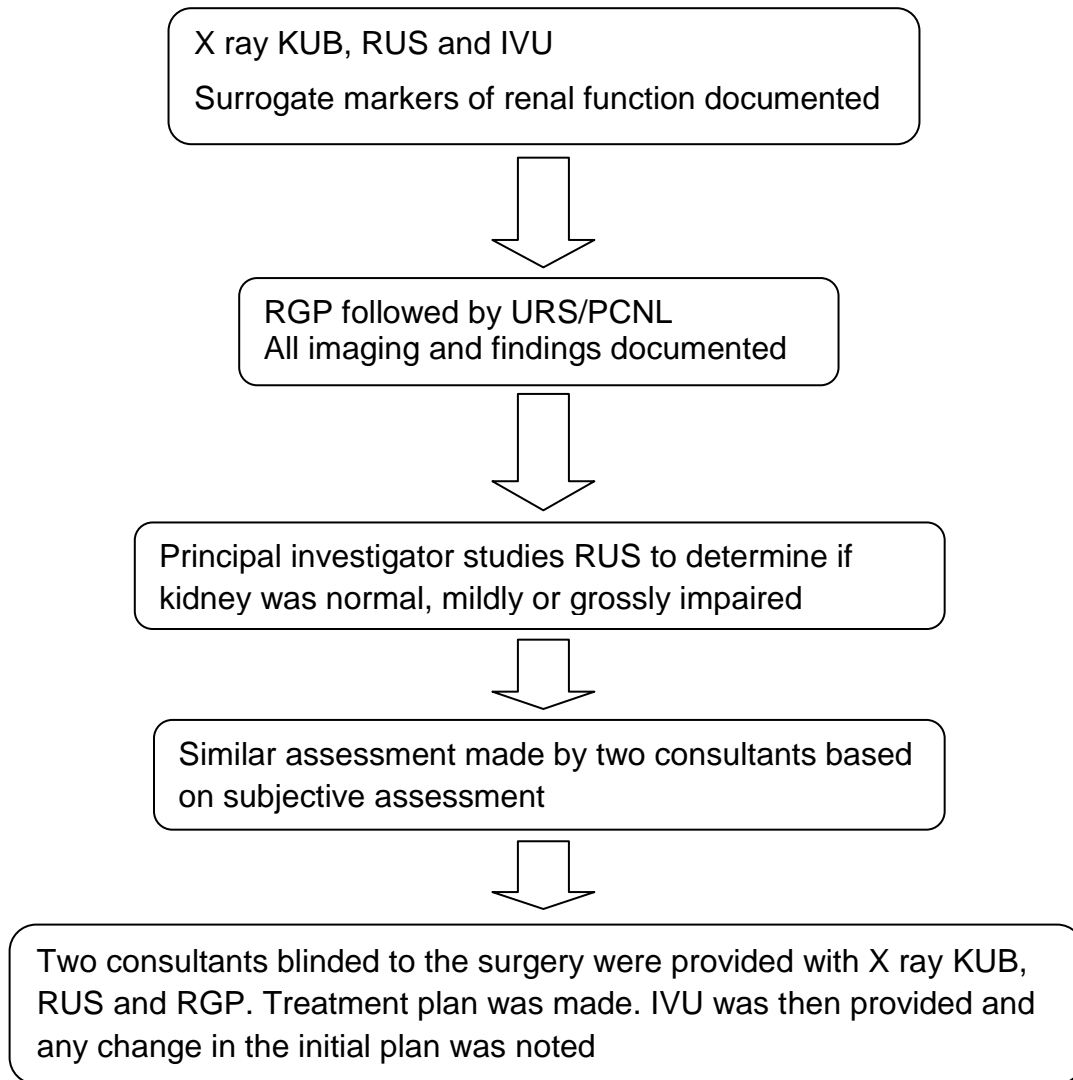 X ray KUB, RUS and IVU
Surrogate markers of renal function documented
RGP followed by URS/PCNL
All imaging and findings documented
Principal investigator studies RUS to determine if
kidney was normal, mildly or grossly impaired
Similar assessment made by two consultants based
on subjective assessment
Two consultants blinded to the surgery were provided with X ray KUB,
RUS and RGP. Treatment plan was made. IVU was then provided and
any change in the initial plan was noted